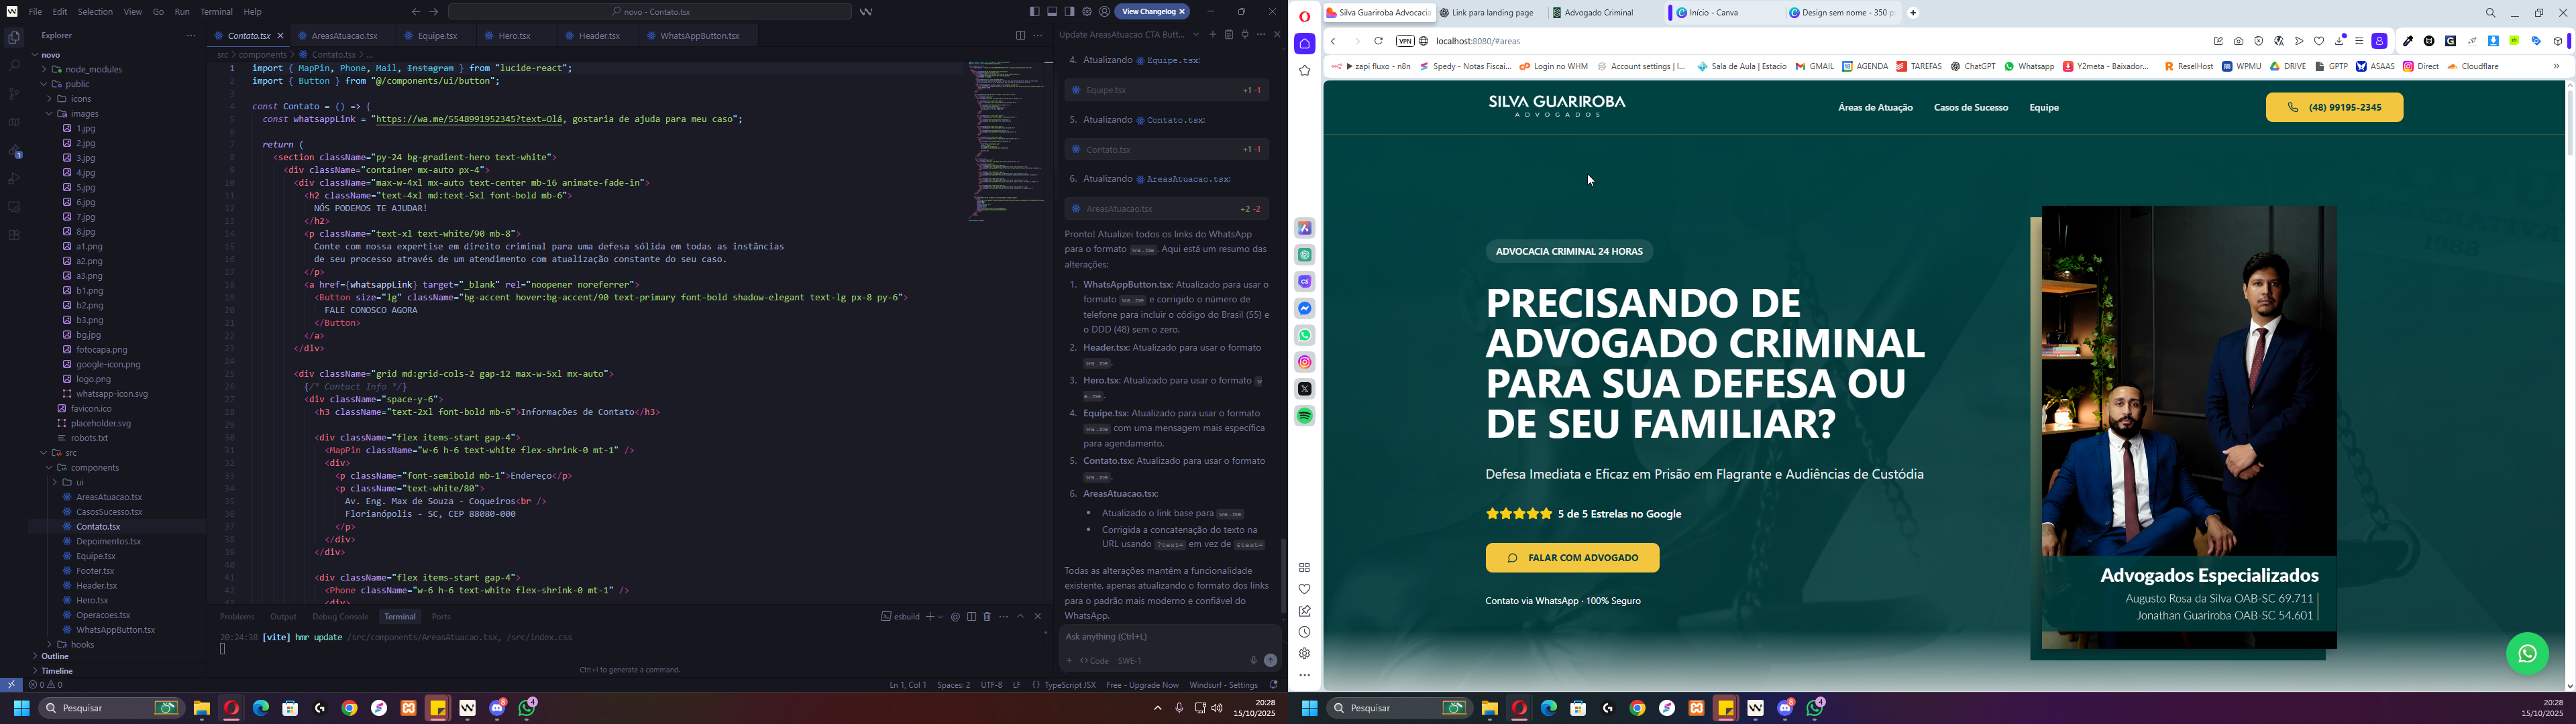 File Edit Selection View Go Run Terminal Help
novo - Contato.tsx
View Changelog
Explorer
novo
node_modules
public
icons
images
1.jpg
2.jpg
3.jpg
4.jpg
5.jpg
6.jpg
7.jpg
8.jpg
a1.png
a2.png
a3.png
b1.png
b2.png
b3.png
bg.jpg
fotocapa.png
google-icon.png
logo.png
whatsapp-icon.svg
favicon.ico
placeholder.svg
robots.txt
src
components
ui
AreasAtuacao.tsx
CasosSucesso.tsx
Contato.tsx
Depoimentos.tsx
Equipe.tsx
Footer.tsx
Header.tsx
Hero.tsx
Operacoes.tsx
WhatsAppButton.tsx
hooks
Outline
Timeline
Contato.tsx AreasAtuacao.tsx Equipe.tsx Hero.tsx Header.tsx WhatsAppButton.tsx
src > components > Contato.tsx > ...
1 import { MapPin, Phone, Mail, Instagram } from "lucide-react";
2 import { Button } from "@/components/ui/button";
3
4 const Contato = () => {
5 const whatsappLink = "https://wa.me/5548991952345?text=Olá, gostaria de ajuda para meu caso";
6
7 return (
8 <section className="py-24 bg-gradient-hero text-white">
9 <div className="container mx-auto px-4">
10 <div className="max-w-4xl mx-auto text-center mb-16 animate-fade-in">
11 <h2 className="text-4xl md:text-5xl font-bold mb-6">
12 NÓS PODEMOS TE AJUDAR!
13 </h2>
14 <p className="text-xl text-white/90 mb-8">
15 Conte com nossa expertise em direito criminal para uma defesa sólida em todas as instâncias
16 de seu processo através de um atendimento com atualização constante do seu caso.
17 </p>
18 <a href={whatsappLink} target="_blank" rel="noopener noreferrer">
19 <Button size="lg" className="bg-accent hover:bg-accent/90 text-primary font-bold shadow-elegant text-lg px-8 py-6">
20 FALE CONOSCO AGORA
21 </Button>
22 </a>
23 </div>
24
25 <div className="grid md:grid-cols-2 gap-12 max-w-5xl mx-auto">
26 {/* Contact Info */}
27 <div className="space-y-6">
28 <h3 className="text-2xl font-bold mb-6">Informações de Contato</h3>
29
30 <div className="flex items-start gap-4">
31 <MapPin className="w-6 h-6 text-white flex-shrink-0 mt-1" />
32 <div>
33 <p className="font-semibold mb-1">Endereço</p>
34 <p className="text-white/80">
35 Av. Eng. Max de Souza - Coqueiros<br />
36 Florianópolis - SC, CEP 88080-000
37 </p>
38 </div>
39 </div>
40
41 <div className="flex items-start gap-4">
42 <Phone className="w-6 h-6 text-white flex-shrink-0 mt-1" />
43 <div>
Problems Output Debug Console Terminal Ports
esbuild
20:24:38 [vite] hmr update /src/components/AreasAtuacao.tsx, /src/index.css
Ctrl+I to generate a command.
0 0
Ln 1, Col 1 Spaces: 2 UTF-8 LF {} TypeScript JSX Free - Upgrade Now Windsurf - Settings
Update AreasAtuacao CTA Butt...
4. Atualizando Equipe.tsx:
Equipe.tsx +1 -1
5. Atualizando Contato.tsx:
Contato.tsx +1 -1
6. Atualizando AreasAtuacao.tsx:
AreasAtuacao.tsx +2 -2
Pronto! Atualizei todos os links do WhatsApp
para o formato wa.me. Aqui está um resumo das
alterações:
1. WhatsAppButton.tsx: Atualizado para usar o
formato wa.me e corrigido o número de
telefone para incluir o código do Brasil (55) e
o DDD (48) sem o zero.
2. Header.tsx: Atualizado para usar o formato
wa.me.
3. Hero.tsx: Atualizado para usar o formato w
a.me.
4. Equipe.tsx: Atualizado para usar o formato
wa.me com uma mensagem mais específica
para agendamento.
5. Contato.tsx: Atualizado para usar o formato
wa.me.
6. AreasAtuacao.tsx:
• Atualizado o link base para wa.me
• Corrigida a concatenação do texto na
URL usando ?text= em vez de &text=
Todas as alterações mantêm a funcionalidade
existente, apenas atualizando o formato dos links
para o padrão mais moderno e confiável do
WhatsApp.
Ask anything (Ctrl+L)
Code SWE-1
Pesquisar
20:28
15/10/2025
Silva Guariroba Advocacia Link para landing page Advogado Criminal Início - Canva Design sem nome - 350 p
VPN localhost:8080/#areas
zapi fluxo - n8n Spedy - Notas Fiscai... Login no WHM Account settings | I... Sala de Aula | Estacio GMAIL AGENDA TAREFAS ChatGPT Whatsapp Y2meta - Baixador... ReselHost WPMU DRIVE GPTP ASAAS Direct Cloudflare
SILVA GUARIROBA
ADVOGADOS
Áreas de Atuação Casos de Sucesso Equipe
(48) 99195-2345
ADVOCACIA CRIMINAL 24 HORAS
PRECISANDO DE
ADVOGADO CRIMINAL
PARA SUA DEFESA OU
DE SEU FAMILIAR?
Defesa Imediata e Eficaz em Prisão em Flagrante e Audiências de Custódia
5 de 5 Estrelas no Google
FALAR COM ADVOGADO
Contato via WhatsApp · 100% Seguro
Advogados Especializados
Augusto Rosa da Silva OAB-SC 69.711
Jonathan Guariroba OAB-SC 54.601
Pesquisar
20:28
15/10/2025